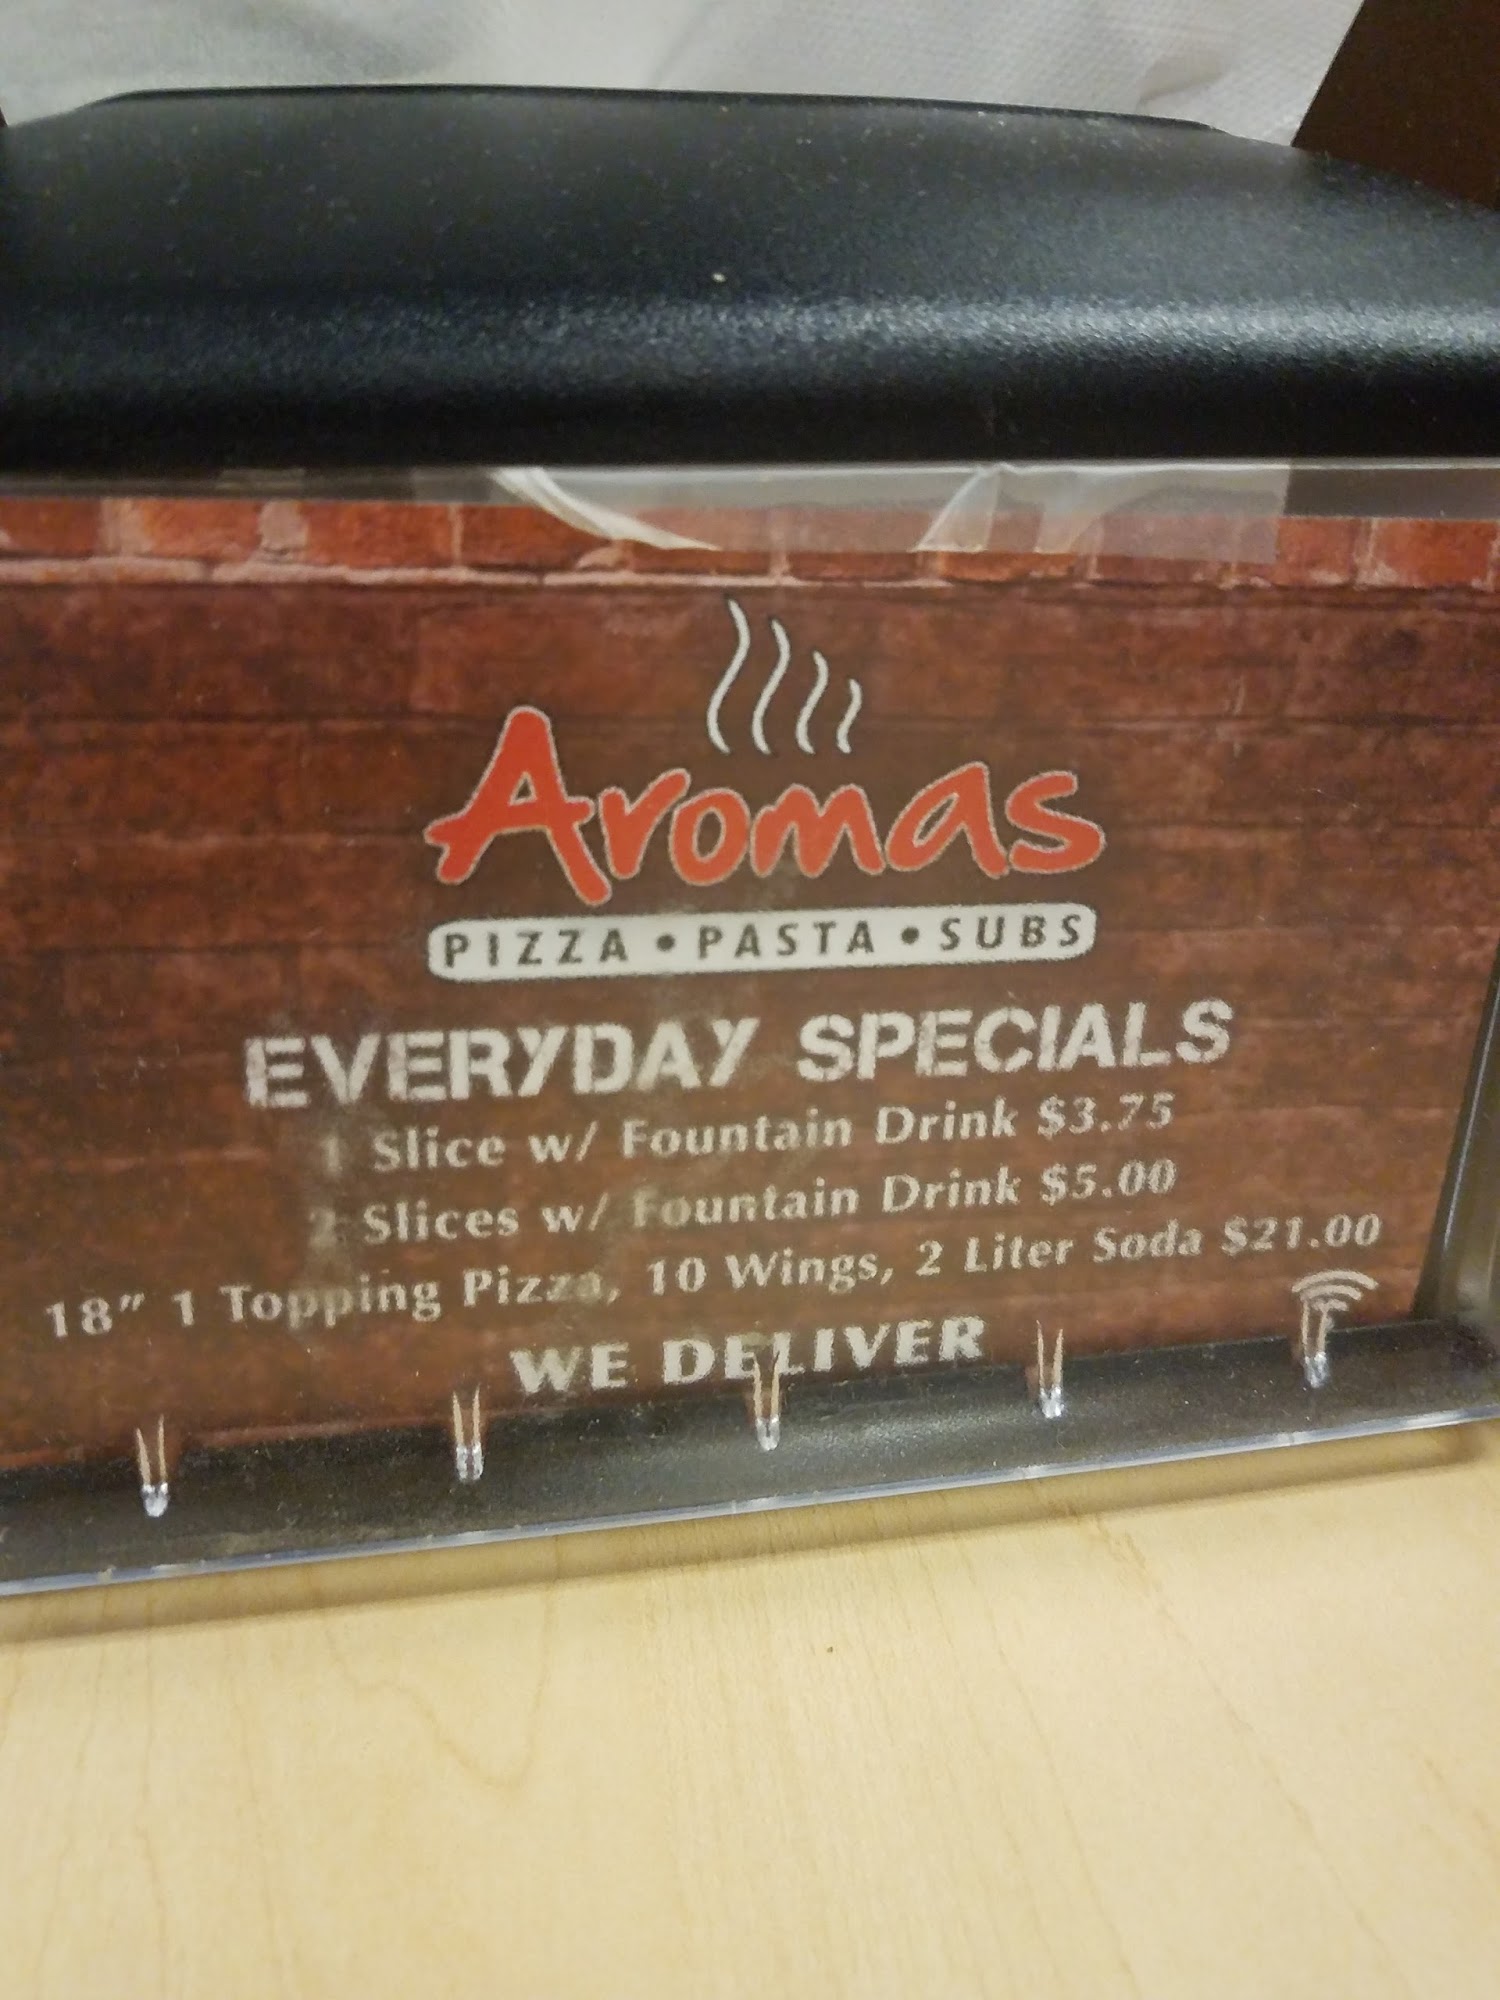 Aromas
PIZZA • PASTA • SUBS
EVERYDAY SPECIALS
1 Slice w/ Fountain Drink $3.75
2 Slices w/ Fountain Drink $5.00
18" 1 Topping Pizza, 10 Wings, 2 Liter Soda $21.00
WE DELIVER